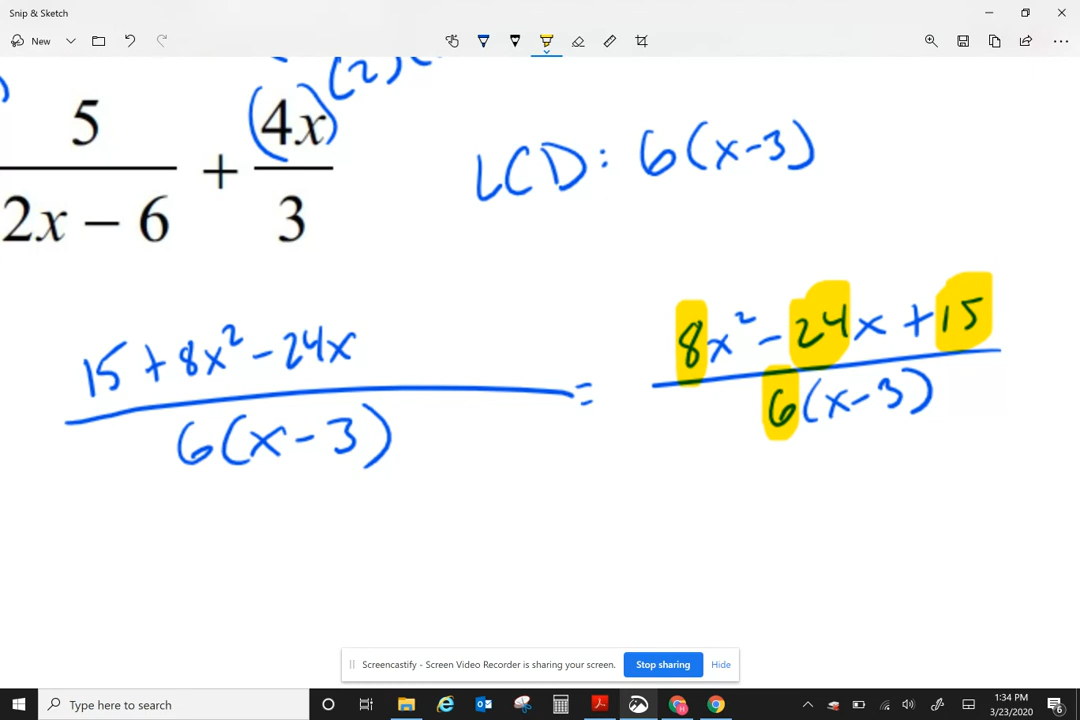 Snip & Sketch
New
(2)(
5
2x − 6
+
(4x)
3
LCD: 6(x-3)
15 + 8x² - 24x
6(x-3)
=
8x² - 24x + 15
6(x-3)
Screencastify - Screen Video Recorder is sharing your screen.
Stop sharing
Hide
Type here to search
1:34 PM
3/23/2020
6